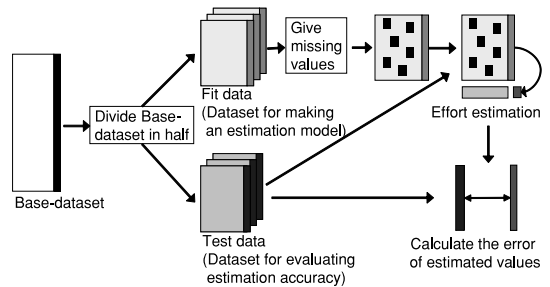 Base-dataset
Divide Base-
dataset in half
Fit data
(Dataset for making
an estimation model)
Give
missing
values
Effort estimation
Test data
(Dataset for evaluating
estimation accuracy)
Calculate the error
of estimated values